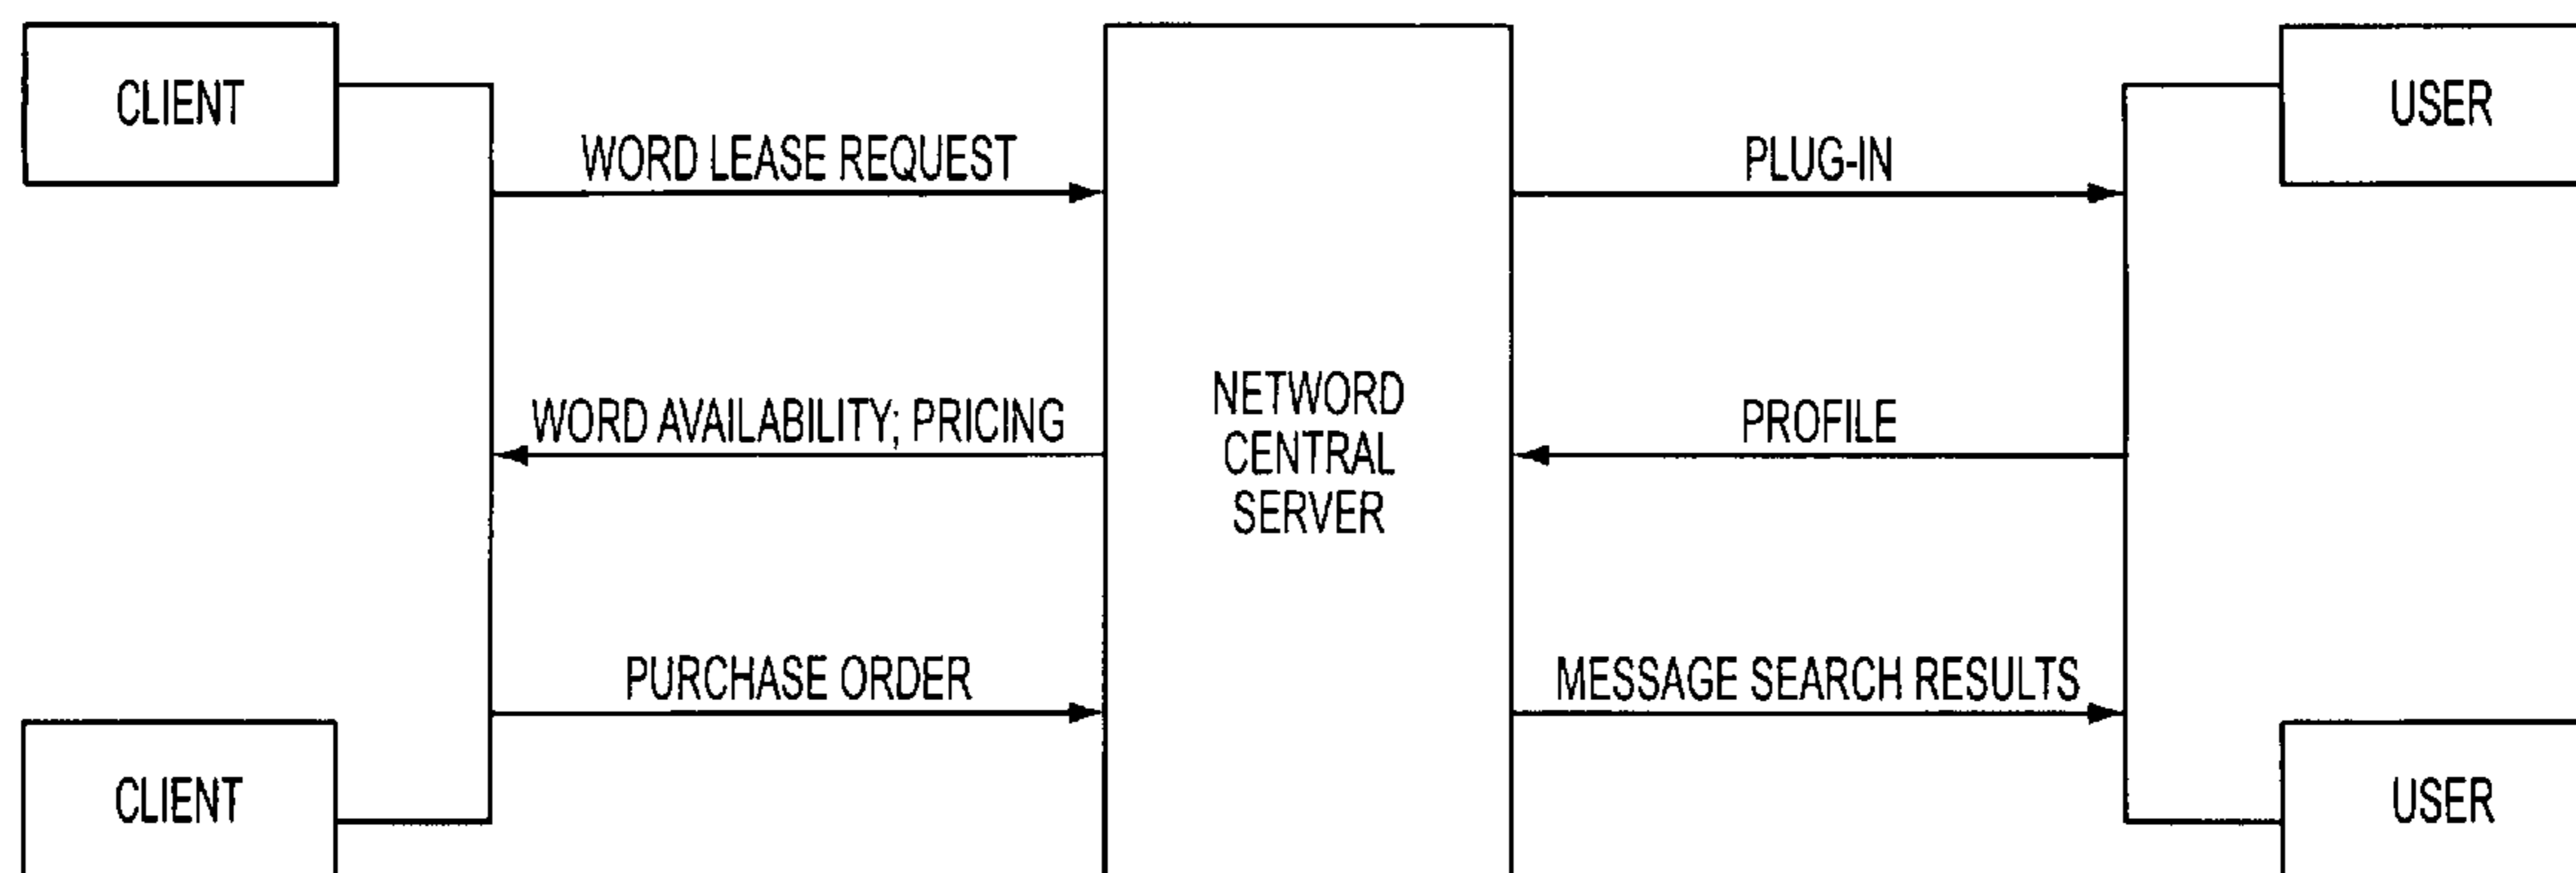 CLIENT
USER
WORD LEASE REQUEST
PLUG-IN
WORD AVAILABILITY; PRICING
NETWORD
CENTRAL
SERVER
PROFILE
PURCHASE ORDER
MESSAGE SEARCH RESULTS
CLIENT
USER